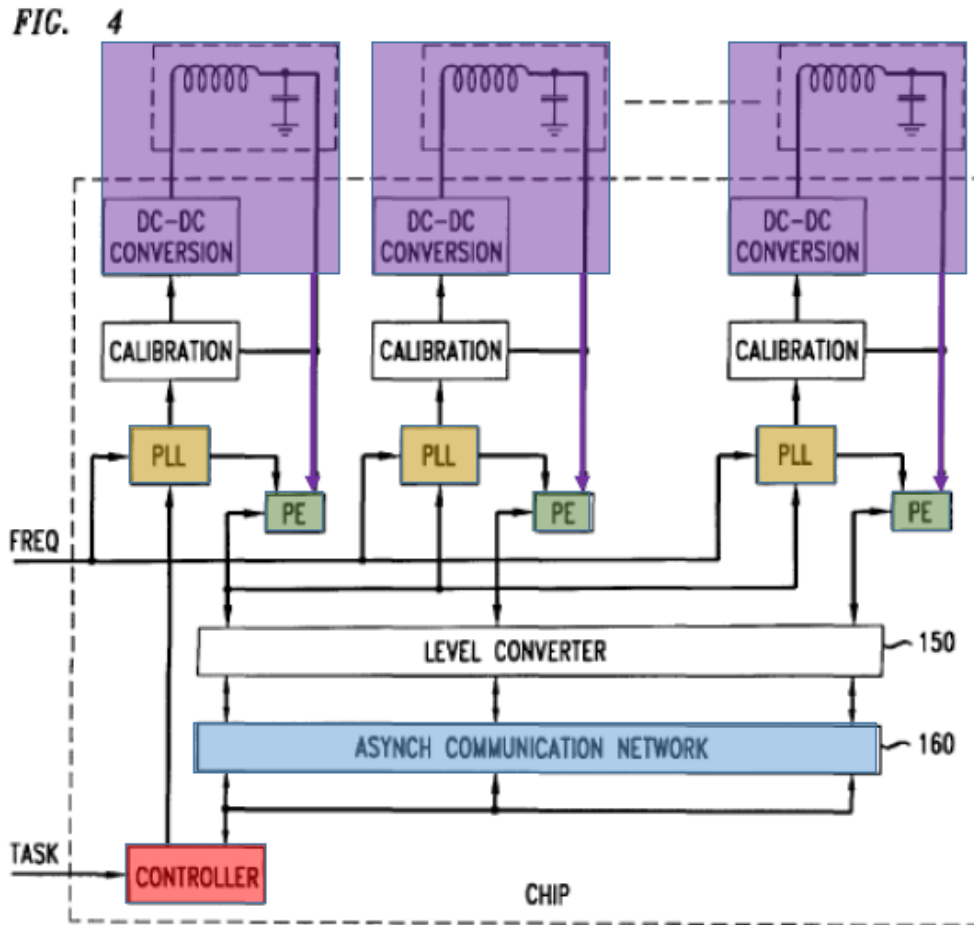 FIG. 4
DC-DC
CONVERSION
DC-DC
CONVERSION
DC-DC
CONVERSION
CALIBRATION
CALIBRATION
CALIBRATION
PLL
PLL
PLL
PE
PE
PE
FREQ
LEVEL CONVERTER
150
ASYNCH COMMUNICATION NETWORK
160
TASK
CONTROLLER
CHIP